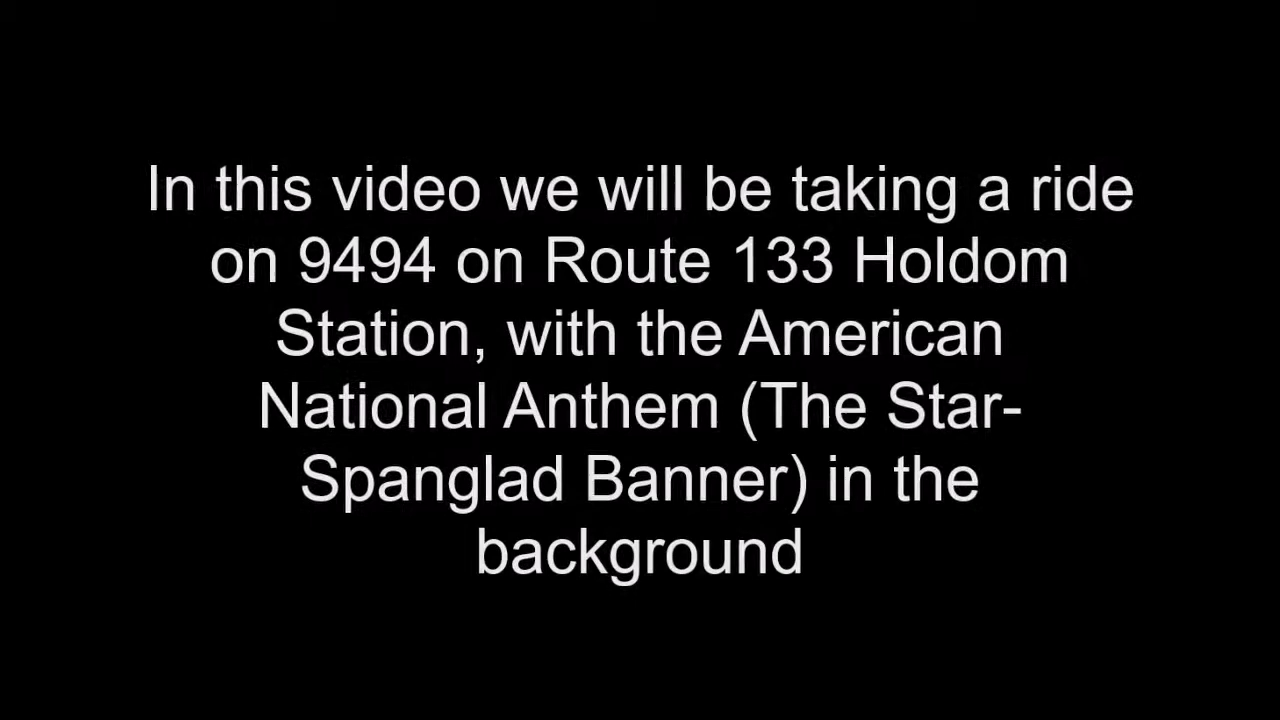 In this video we will be taking a ride
on 9494 on Route 133 Holdom
Station, with the American
National Anthem (The Star-
Spanglad Banner) in the
background